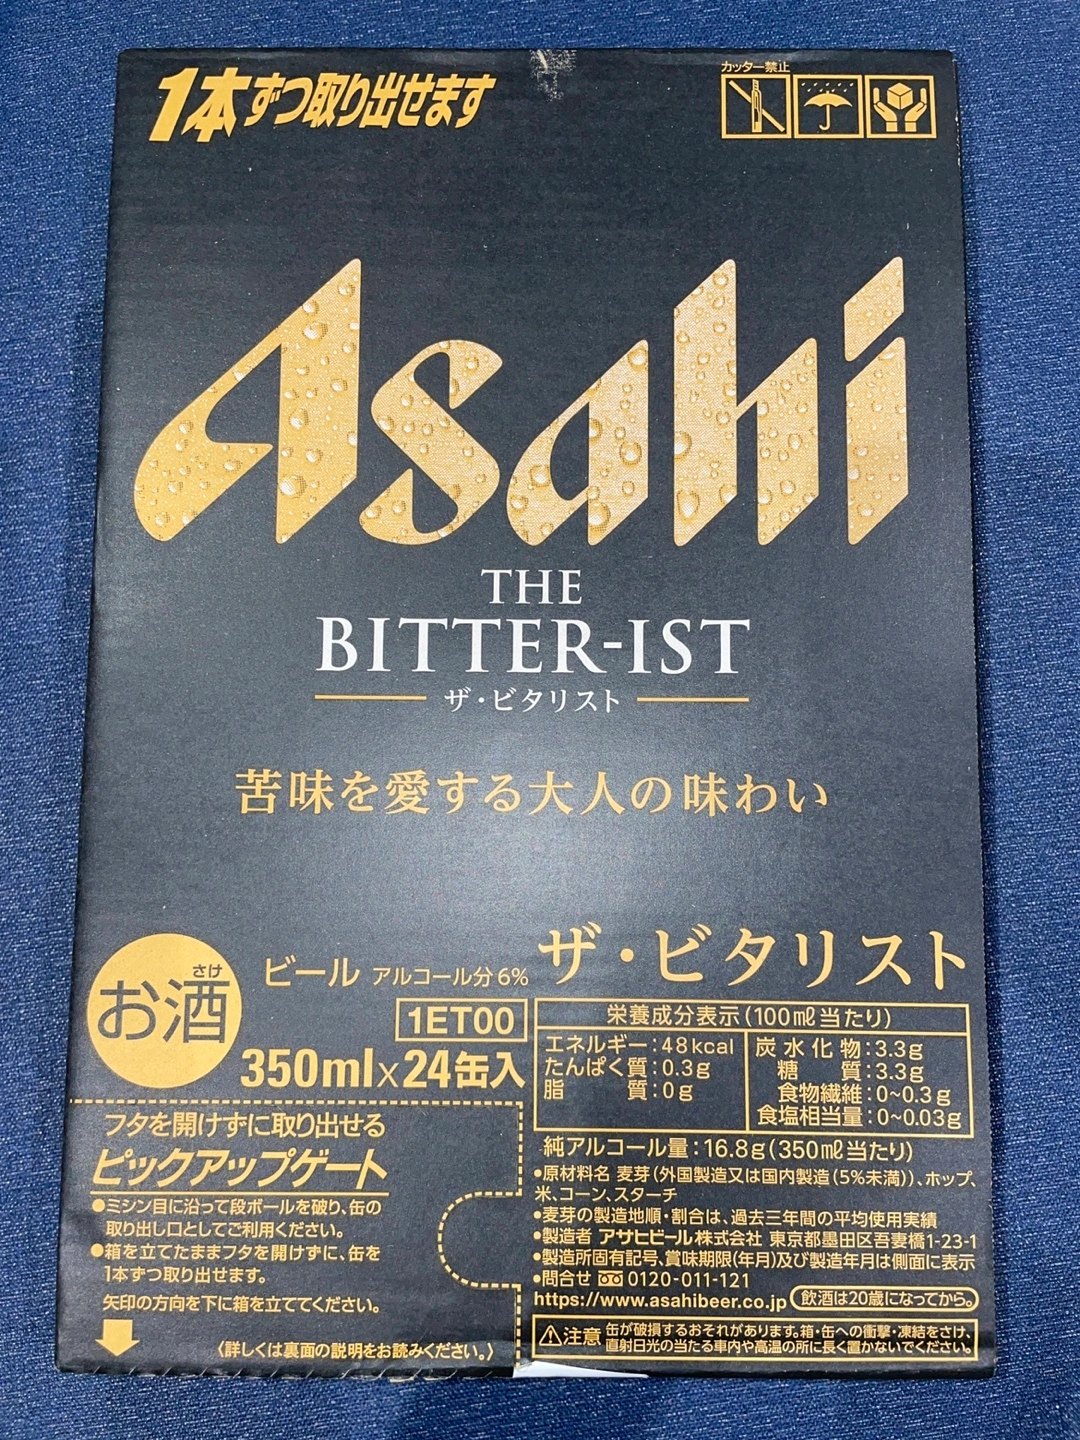 1本ずつ取り出せます
カッター禁止
Asahi
THE
BITTER-IST
ザ・ビタリスト
苦味を愛する大人の味わい
さけ
お酒
ビール アルコール分6%
1ET00
350ml×24缶入
フタを開けずに取り出せる
ピックアップゲート
●ミシン目に沿って段ボールを破り、缶の
取り出し口としてご利用ください。
●箱を立てたままフタを開けずに、缶を
1本ずつ取り出せます。
矢印の方向を下に箱を立ててください。
〈詳しくは裏面の説明をお読みください。〉
ザ・ビタリスト
栄養成分表示(100ml当たり)
エネルギー:48kcal
たんぱく質:0.3g
脂質:0g
炭水化物:3.3g
糖質:3.3g
食物繊維:0~0.3g
食塩相当量:0~0.03g
純アルコール量:16.8g(350ml当たり)
●原材料名 麦芽(外国製造又は国内製造(5%未満))、ホップ、
米、コーン、スターチ
●麦芽の製造地順・割合は、過去三年間の平均使用実績
●製造者 アサヒビール株式会社 東京都墨田区吾妻橋1-23-1
●製造所固有記号、賞味期限(年月)及び製造年月は側面に表示
●問合せ 0120-011-121
https://www.asahibeer.co.jp 飲酒は20歳になってから。
注意 缶が破損するおそれがあります。箱・缶への衝撃・凍結をさけ、
直射日光の当たる車内や高温の所に長く置かないでください。